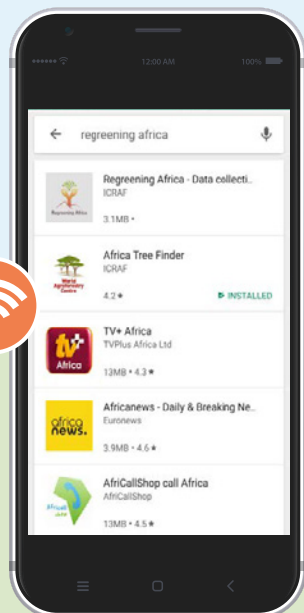 12:00 AM 100%
regreening africa
Regreening Africa - Data collecti..
ICRAF
Regreening Africa
3.1MB •
Africa Tree Finder
ICRAF
World
Agroforestry
Centre
4.2 ★ INSTALLED
TV+ Africa
TVPlus Africa Ltd
tv+
Africa
13MB • 4.3 ★
Africanews - Daily & Breaking Ne..
Euronews
africa
news.
3.9MB • 4.6 ★
AfriCallShop call Africa
AfriCallShop
13MB • 4.5 ★